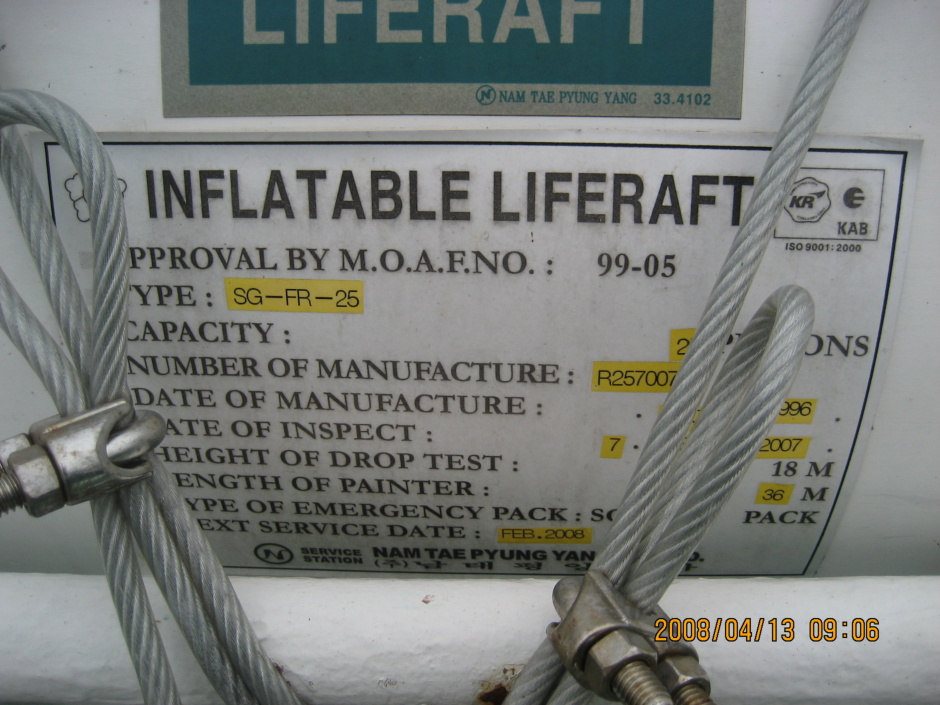 LIFERAFT
NAM TAE PYUNG YANG 33.4102
INFLATABLE LIFERAFT
KR
KAB
ISO 9001:2000
PPROVAL BY M.O.A.F.NO. : 99-05
TYPE : SG-FR-25
CAPACITY : 2 ONS
NUMBER OF MANUFACTURE : R257007
DATE OF MANUFACTURE : . 996 .
ATE OF INSPECT : 7 . 2007 .
HEIGHT OF DROP TEST : 18 M
ENGTH OF PAINTER : 36 M
YPE OF EMERGENCY PACK : SO PACK
EXT SERVICE DATE : FEB.2008
SERVICE STATION NAM TAE PYUNG YAN O.
2008/04/13 09:06